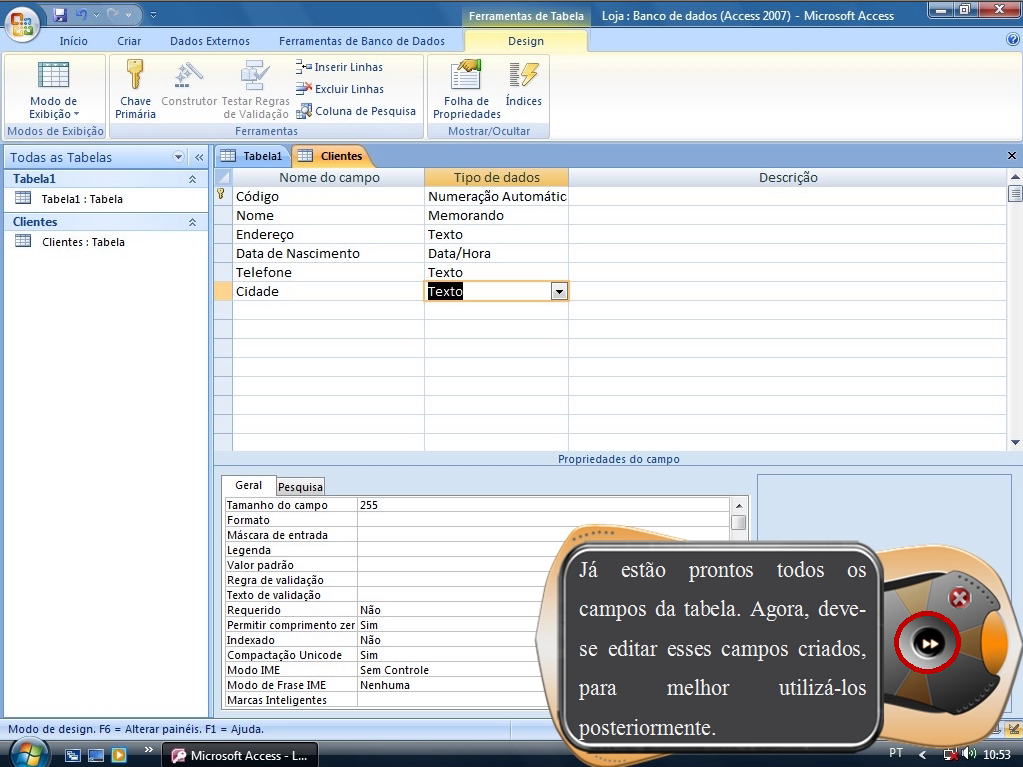 Ferramentas de Tabela
Loja : Banco de dados (Access 2007) - Microsoft Access
Início
Criar
Dados Externos
Ferramentas de Banco de Dados
Design
Modo de Exibição
Chave Primária
Construtor
Testar Regras de Validação
Inserir Linhas
Excluir Linhas
Coluna de Pesquisa
Folha de Propriedades
Índices
Modos de Exibição
Ferramentas
Mostrar/Ocultar
Todas as Tabelas
«
Tabela1
Tabela1 : Tabela
Clientes
Clientes : Tabela
Tabela1
Clientes
Nome do campo
Tipo de dados
Descrição
Código
Numeração Automátic
Nome
Memorando
Endereço
Texto
Data de Nascimento
Data/Hora
Telefone
Texto
Cidade
Texto
Propriedades do campo
Geral
Pesquisa
Tamanho do campo
255
Formato
Máscara de entrada
Legenda
Valor padrão
Regra de validação
Texto de validação
Requerido
Não
Permitir comprimento zer
Sim
Indexado
Não
Compactação Unicode
Sim
Modo IME
Sem Controle
Modo de Frase IME
Nenhuma
Marcas Inteligentes
Já estão prontos todos os
campos da tabela. Agora, deve-
se editar esses campos criados,
para melhor utilizá-los
posteriormente.
Modo de design. F6 = Alterar painéis. F1 = Ajuda.
»
Microsoft Access - L...
PT
10:53